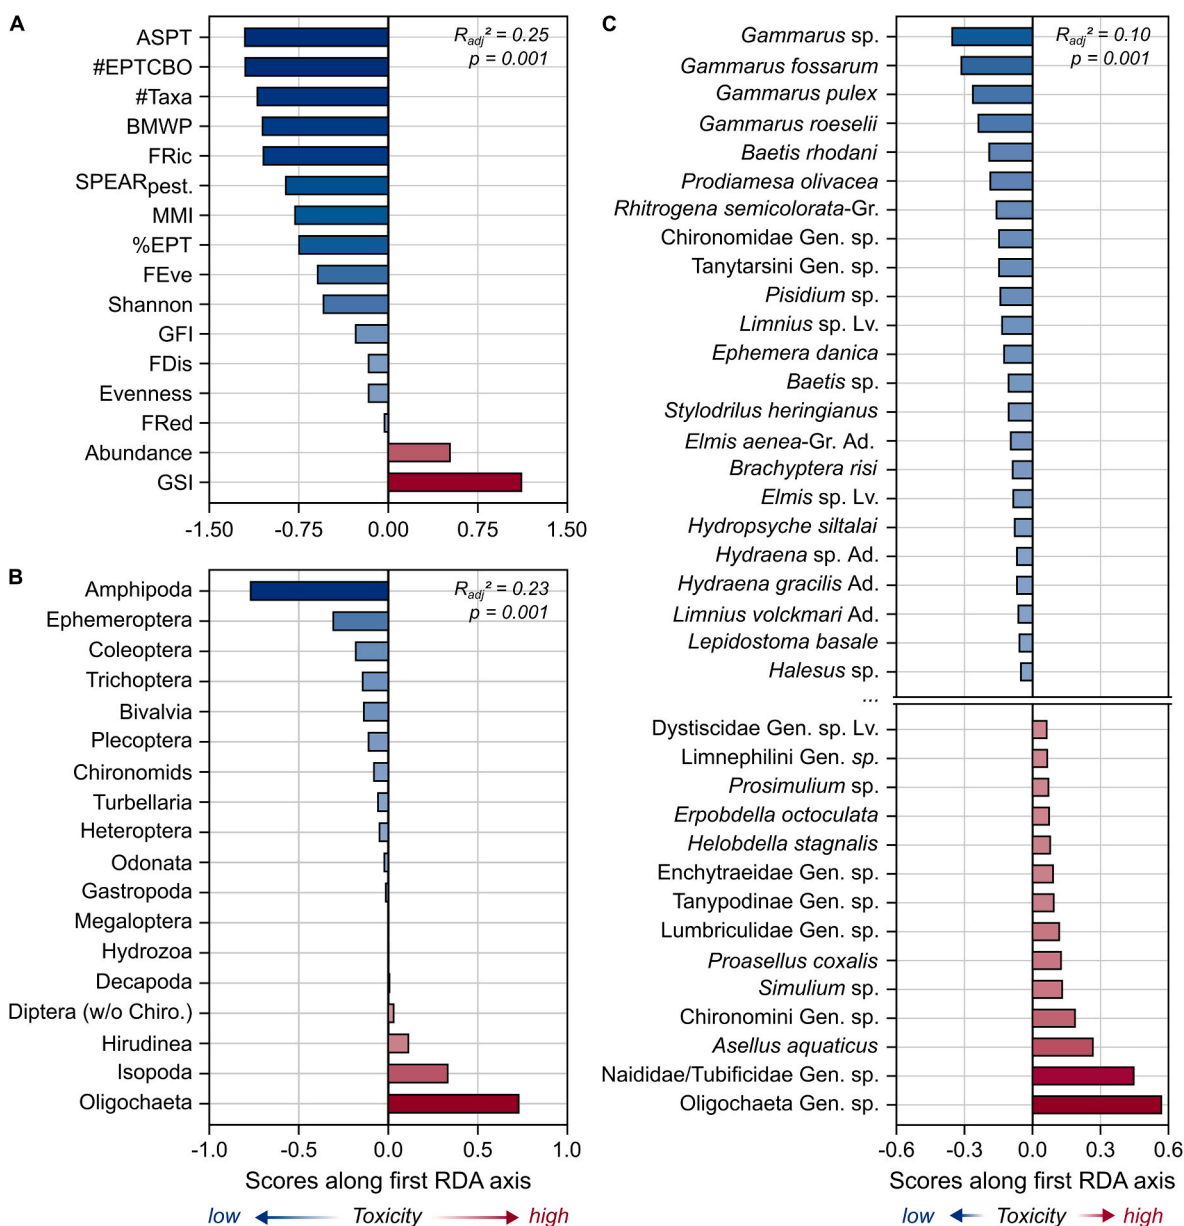 A
R_adj² = 0.25
p = 0.001
ASPT
#EPTCBO
#Taxa
BMWP
FRic
SPEARpest.
MMI
%EPT
FEve
Shannon
GFI
FDis
Evenness
FRed
Abundance
GSI
-1.50 -0.75 0.00 0.75 1.50
B
R_adj² = 0.23
p = 0.001
Amphipoda
Ephemeroptera
Coleoptera
Trichoptera
Bivalvia
Plecoptera
Chironomids
Turbellaria
Heteroptera
Odonata
Gastropoda
Megaloptera
Hydrozoa
Decapoda
Diptera (w/o Chiro.)
Hirudinea
Isopoda
Oligochaeta
-1.0 -0.5 0.0 0.5 1.0
Scores along first RDA axis
low Toxicity high
C
R_adj² = 0.10
p = 0.001
Gammarus sp.
Gammarus fossarum
Gammarus pulex
Gammarus roeselii
Baetis rhodani
Prodiamesa olivacea
Rhitrogena semicolorata-Gr.
Chironomidae Gen. sp.
Tanytarsini Gen. sp.
Pisidium sp.
Limnius sp. Lv.
Ephemera danica
Baetis sp.
Stylodrilus heringianus
Elmis aenea-Gr. Ad.
Brachyptera risi
Elmis sp. Lv.
Hydropsyche siltalai
Hydraena sp. Ad.
Hydraena gracilis Ad.
Limnius volckmari Ad.
Lepidostoma basale
Halesus sp.
...
Dystiscidae Gen. sp. Lv.
Limnephilini Gen. sp.
Prosimulium sp.
Erpobdella octoculata
Helobdella stagnalis
Enchytraeidae Gen. sp.
Tanypodinae Gen. sp.
Lumbriculidae Gen. sp.
Proasellus coxalis
Simulium sp.
Chironomini Gen. sp.
Asellus aquaticus
Naididae/Tubificidae Gen. sp.
Oligochaeta Gen. sp.
-0.6 -0.3 0.0 0.3 0.6
Scores along first RDA axis
low Toxicity high